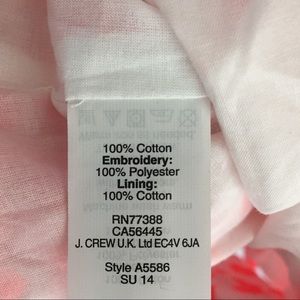 100% Cotton
Embroidery:
100% Polyester
Lining:
100% Cotton
RN77388
CA56445
J. CREW U.K. Ltd EC4V 6JA
Style A5586
SU 14